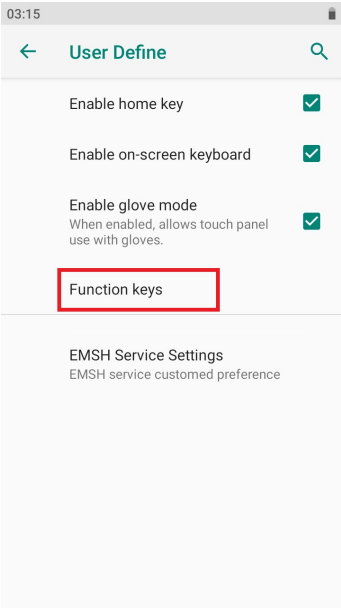 03:15
User Define
Enable home key
Enable on-screen keyboard
Enable glove mode
When enabled, allows touch panel
use with gloves.
Function keys
EMSH Service Settings
EMSH service customed preference